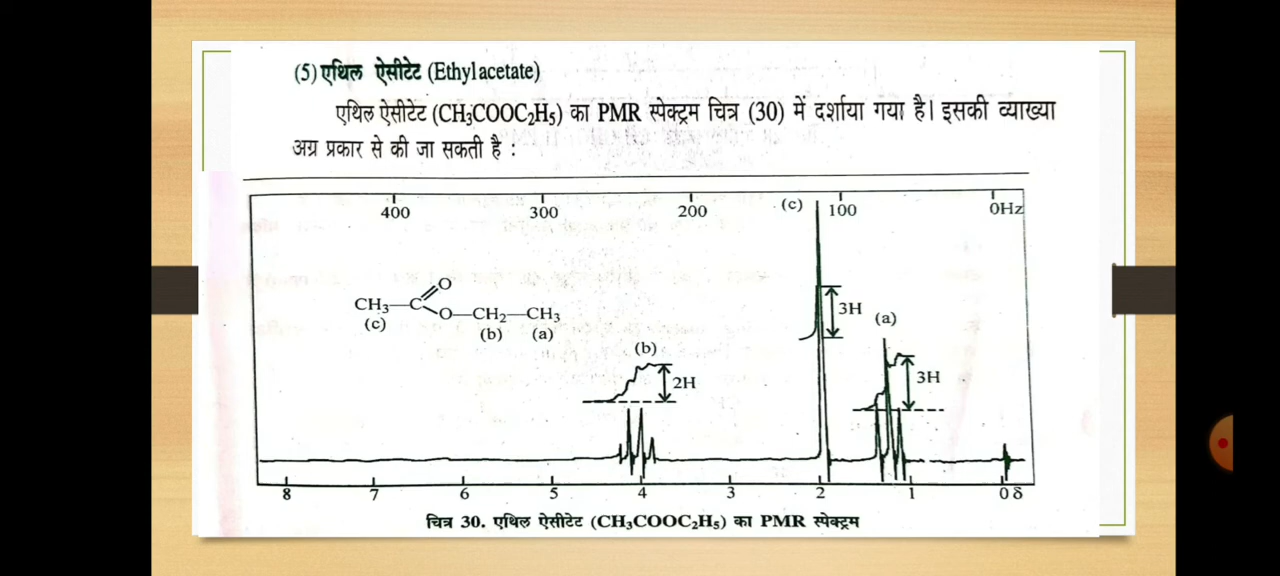 (5) एथिल ऐसीटेट (Ethylacetate)
एथिल ऐसीटेट (CH₃COOC₂H₅) का PMR स्पेक्ट्रम चित्र (30) में दर्शाया गया है। इसकी व्याख्या
अग्र प्रकार से की जा सकती है :
400 300 200 (c) 100 0Hz
O
CH₃—C
O—CH₂—CH₃
(c) (b) (a)
3H
(a)
(b)
2H
3H
8 7 6 5 4 3 2 1 0 δ
चित्र 30. एथिल ऐसीटेट (CH₃COOC₂H₅) का PMR स्पेक्ट्रम